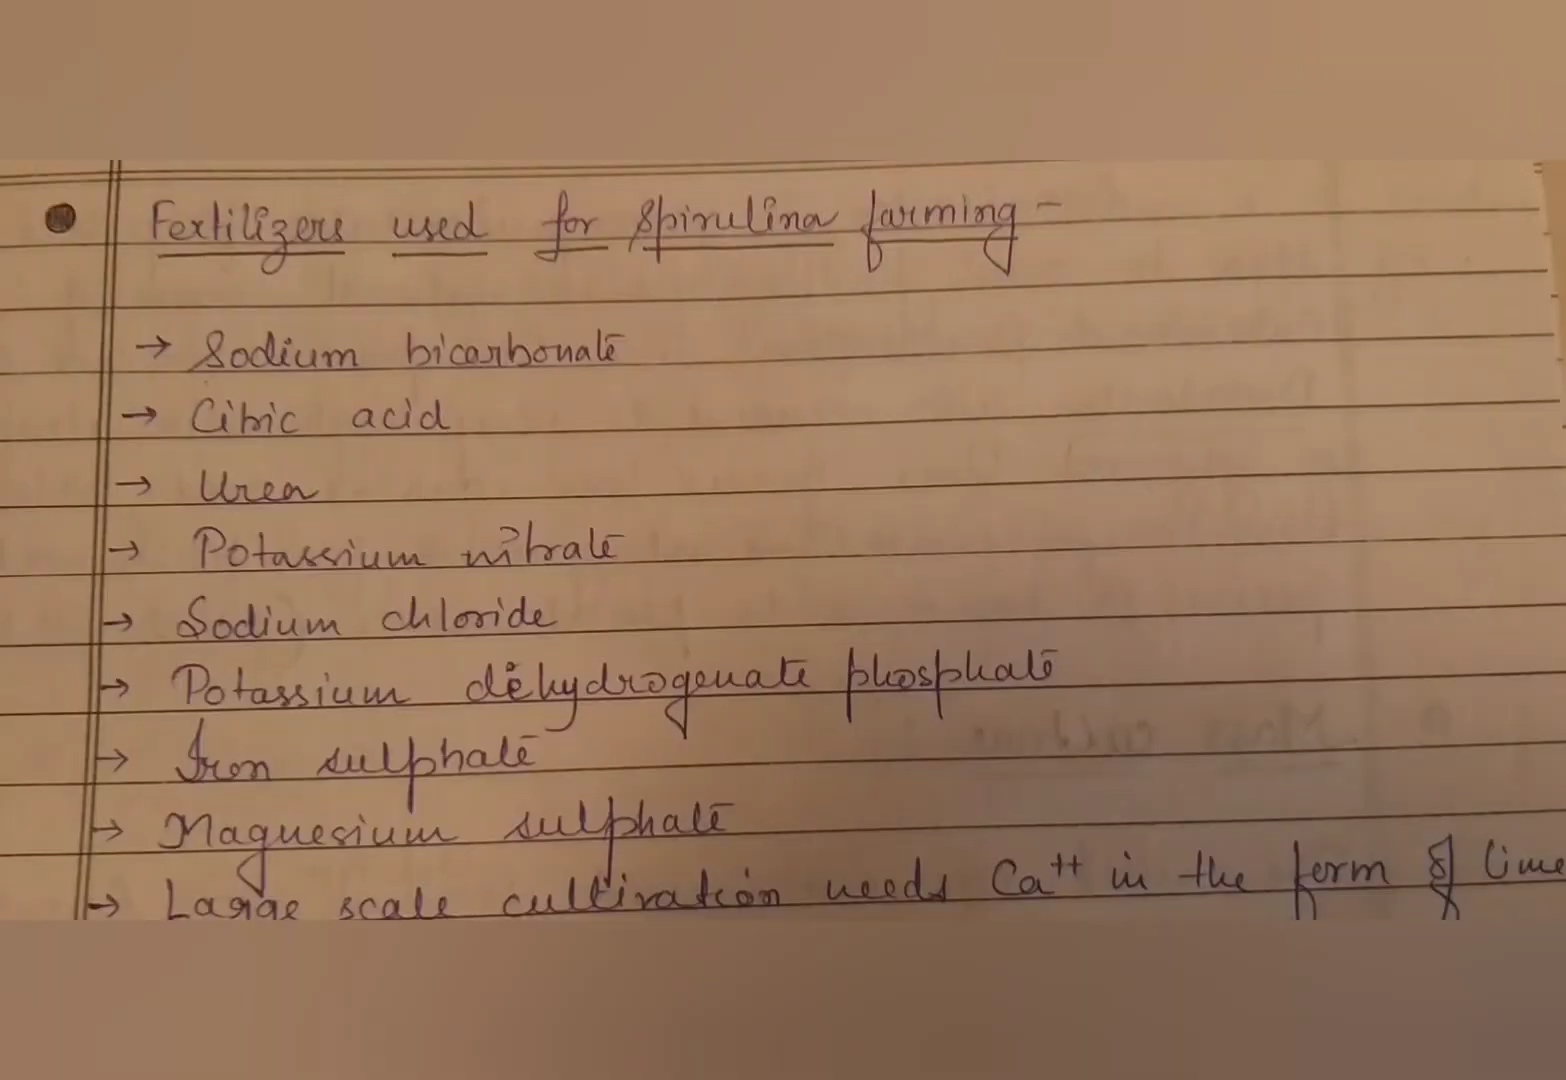 Fertilizers used for Spirulina farming -
→ Sodium bicarbonate
→ Citric acid
→ Urea
→ Potassium nitrate
→ Sodium chloride
→ Potassium dihydrogenate phosphate
→ Iron sulphate
→ Magnesium sulphate
→ Large scale cultivation needs Ca++ in the form of lime